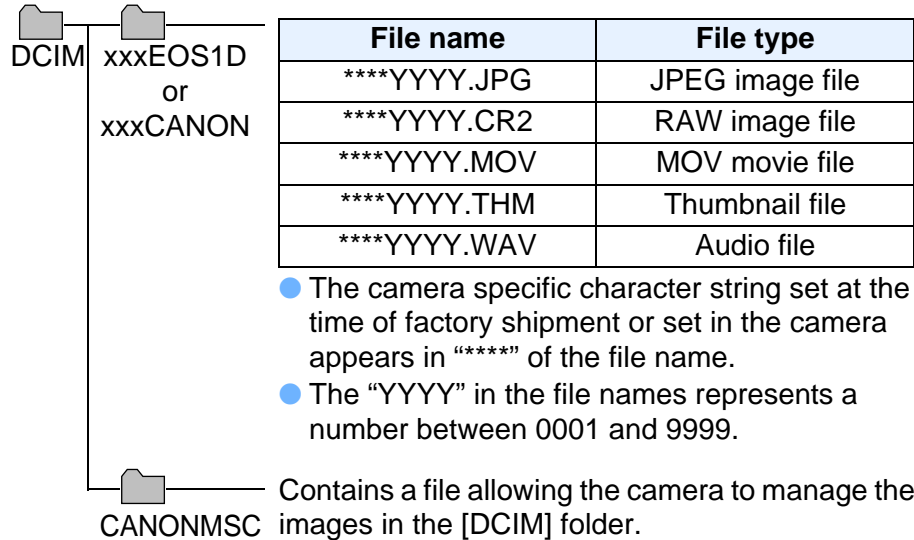 DCIM
xxxEOS1D
or
xxxCANON
File name File type
****YYYY.JPG JPEG image file
****YYYY.CR2 RAW image file
****YYYY.MOV MOV movie file
****YYYY.THM Thumbnail file
****YYYY.WAV Audio file
The camera specific character string set at the
time of factory shipment or set in the camera
appears in “****” of the file name.
The “YYYY” in the file names represents a
number between 0001 and 9999.
CANONMSC
Contains a file allowing the camera to manage the
images in the [DCIM] folder.